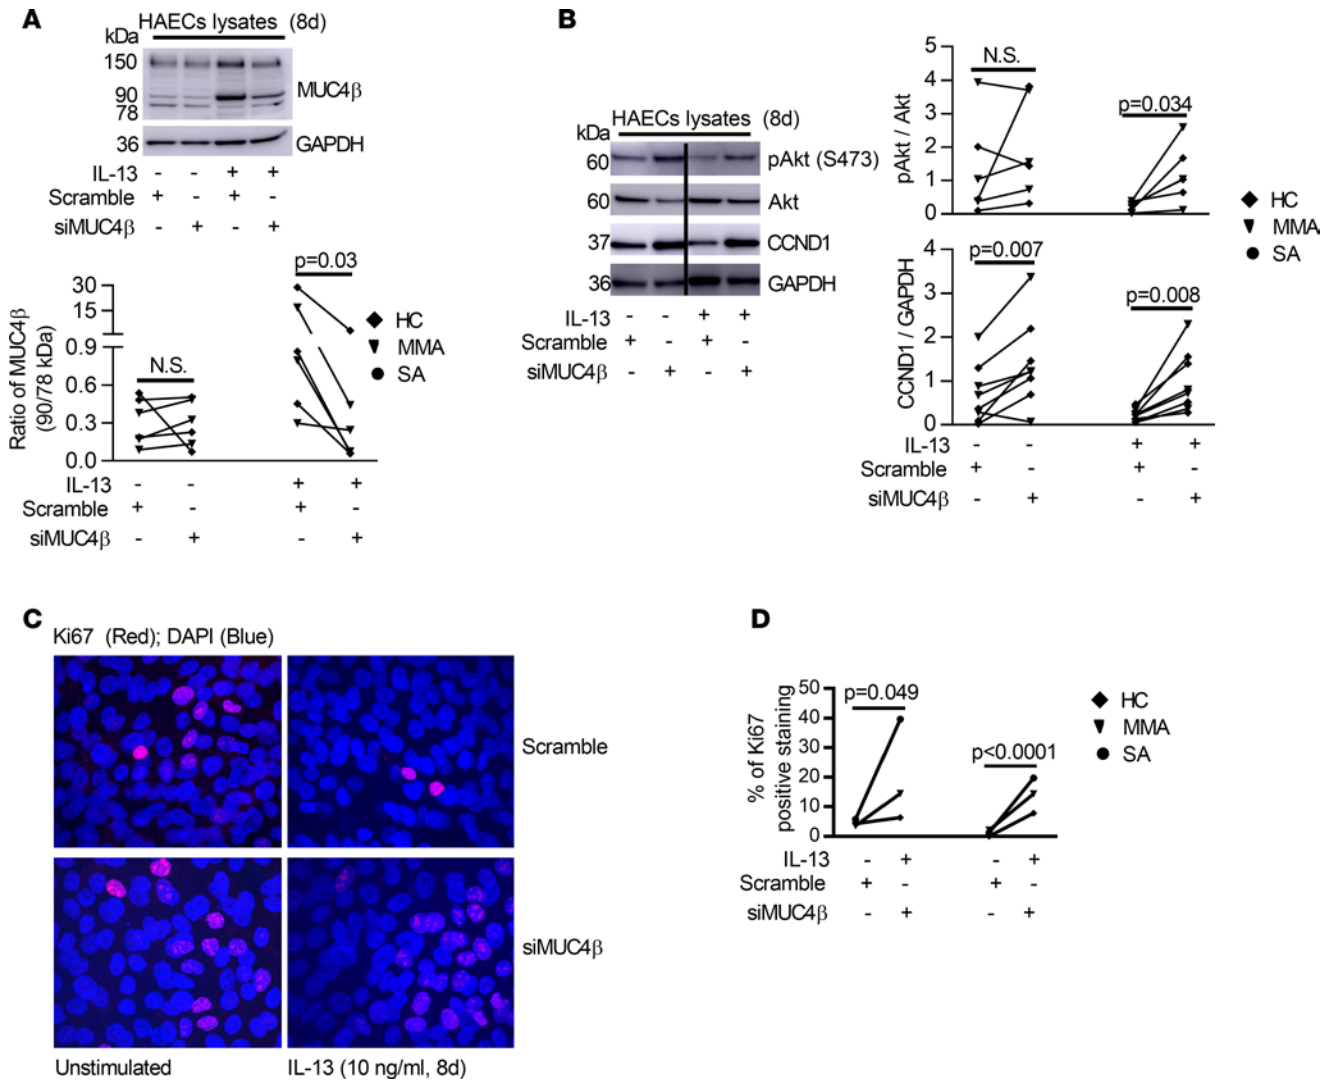 A
HAECs lysates (8d)
kDa
150
90
78
MUC4β
36
GAPDH
IL-13 - - + +
Scramble + - + -
siMUC4β - + - +
p=0.03
30
15
0.9
0.6
0.3
0.0
N.S.
Ratio of MUC4β
(90/78 kDa)
HC
MMA
SA
IL-13 - - + +
Scramble + - + -
siMUC4β - + - +
B
HAECs lysates (8d)
kDa
60 pAkt (S473)
60 Akt
37 CCND1
36 GAPDH
IL-13 - - + +
Scramble + - + -
siMUC4β - + - +
5
4
3
2
1
0
pAkt / Akt
N.S.
p=0.034
HC
MMA
SA
4
3
2
1
0
CCND1 / GAPDH
p=0.007
p=0.008
IL-13 - - + +
Scramble + - + -
siMUC4β - + - +
C
Ki67 (Red); DAPI (Blue)
Scramble
siMUC4β
Unstimulated
IL-13 (10 ng/ml, 8d)
D
50
40
30
20
10
0
% of Ki67
positive staining
p=0.049
p<0.0001
HC
MMA
SA
IL-13 - + - +
Scramble + - + -
siMUC4β - + - +